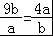 9b/a = 4a/b